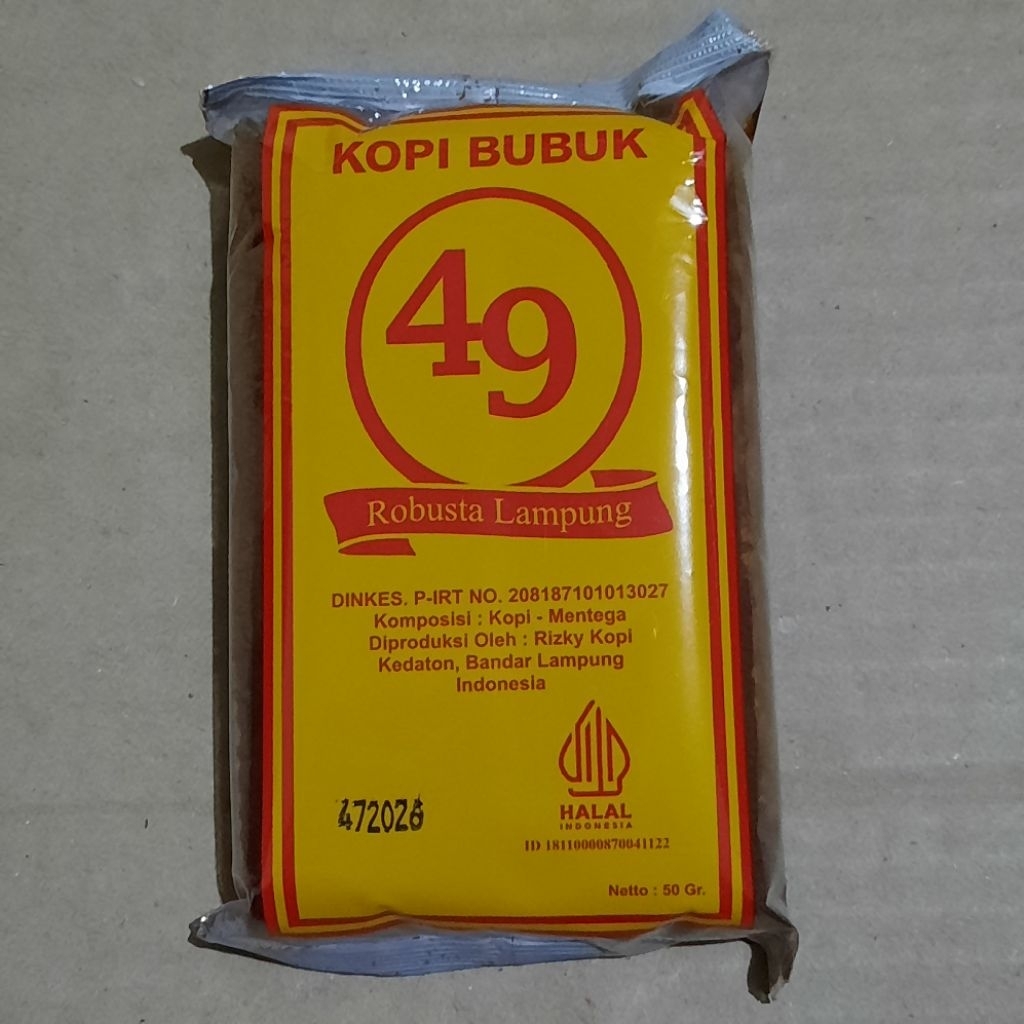 KOPI BUBUK
49
Robusta Lampung
DINKES. P-IRT NO. 208187101013027
Komposisi : Kopi - Mentega
Diproduksi Oleh : Rizky Kopi
Kedaton, Bandar Lampung
Indonesia
HALAL
INDONESIA
472026
ID 18110000870041122
Netto : 50 Gr.